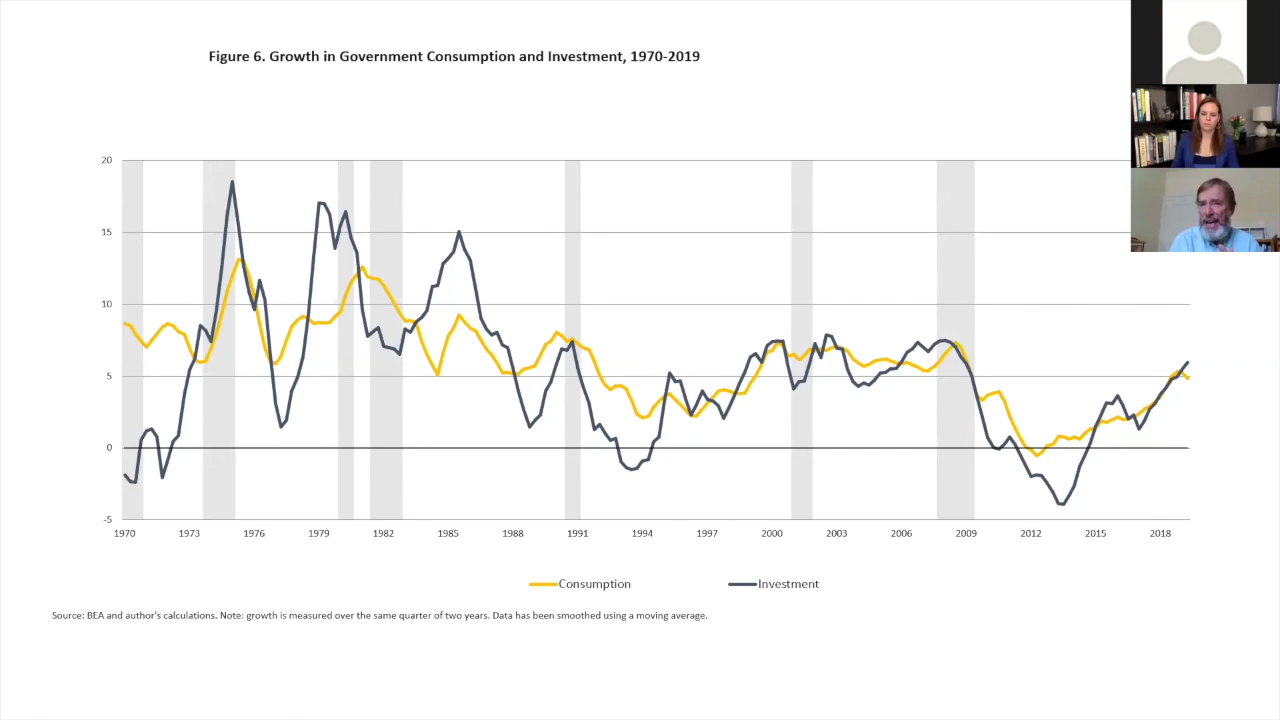 Figure 6. Growth in Government Consumption and Investment, 1970-2019
20
15
10
5
0
-5
1970 1973 1976 1979 1982 1985 1988 1991 1994 1997 2000 2003 2006 2009 2012 2015 2018
Consumption Investment
Source: BEA and author's calculations. Note: growth is measured over the same quarter of two years. Data has been smoothed using a moving average.